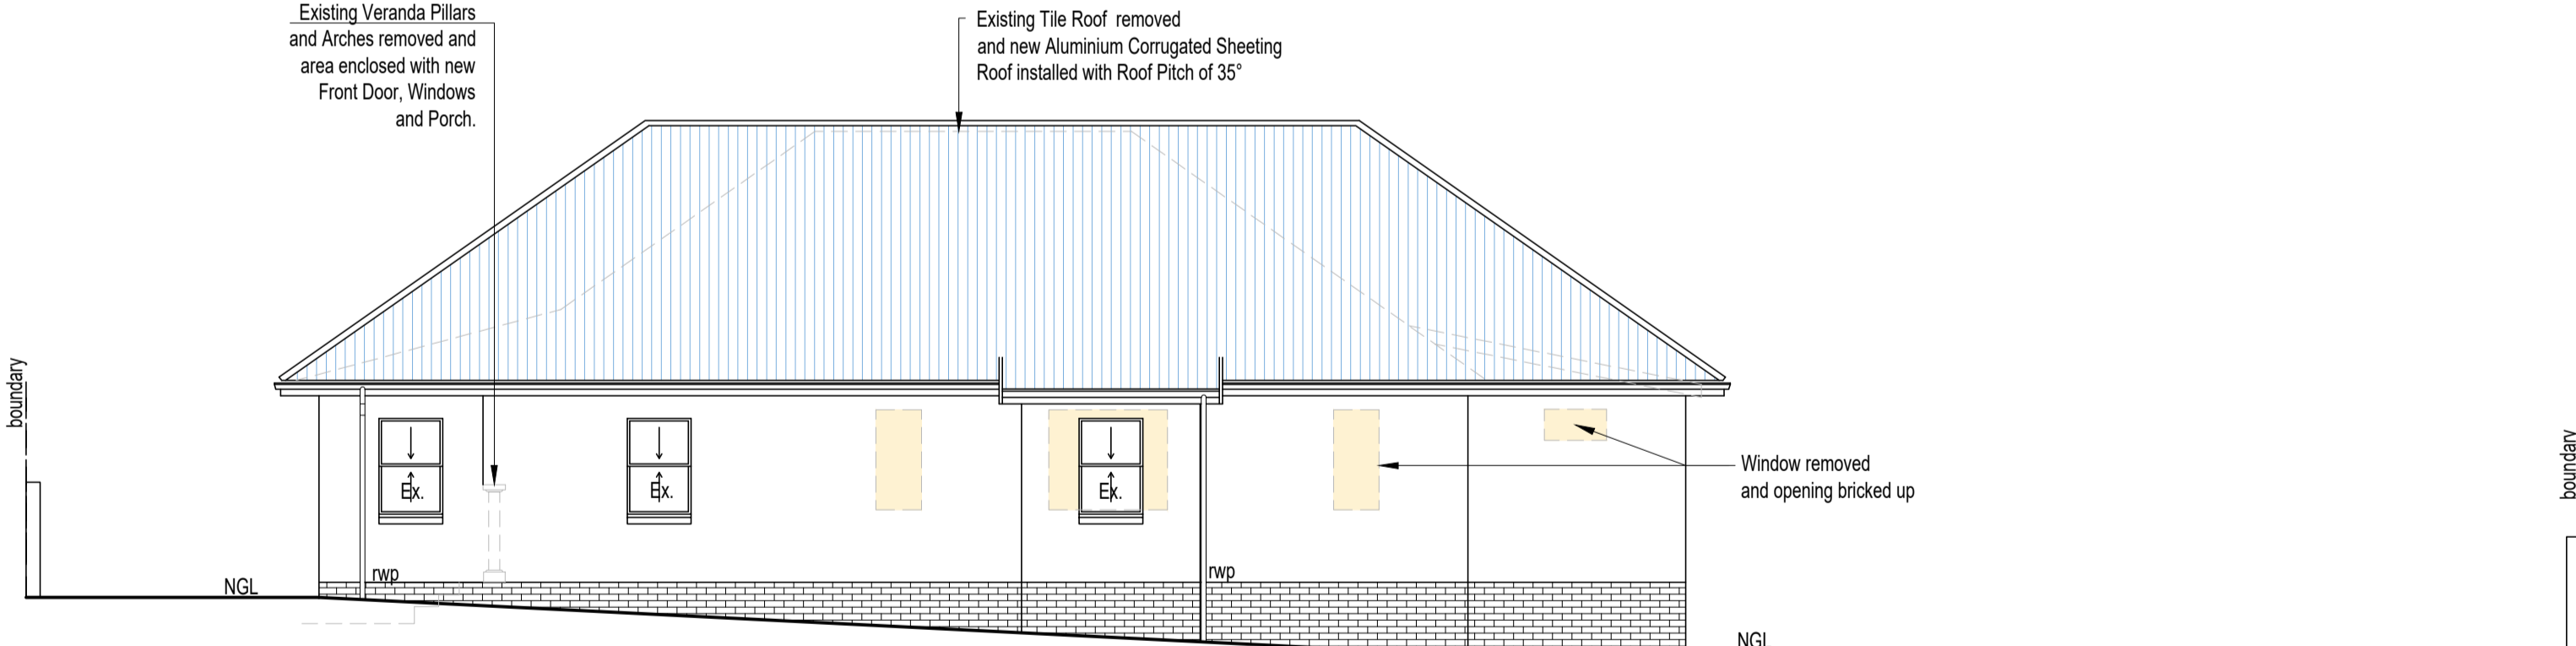 Existing Veranda Pillars
and Arches removed and
area enclosed with new
Front Door, Windows
and Porch.
Existing Tile Roof removed
and new Aluminium Corrugated Sheeting
Roof installed with Roof Pitch of 35°
boundary
boundary
Ex.
Ex.
Ex.
Window removed
and opening bricked up
rwp
rwp
NGL
NGL